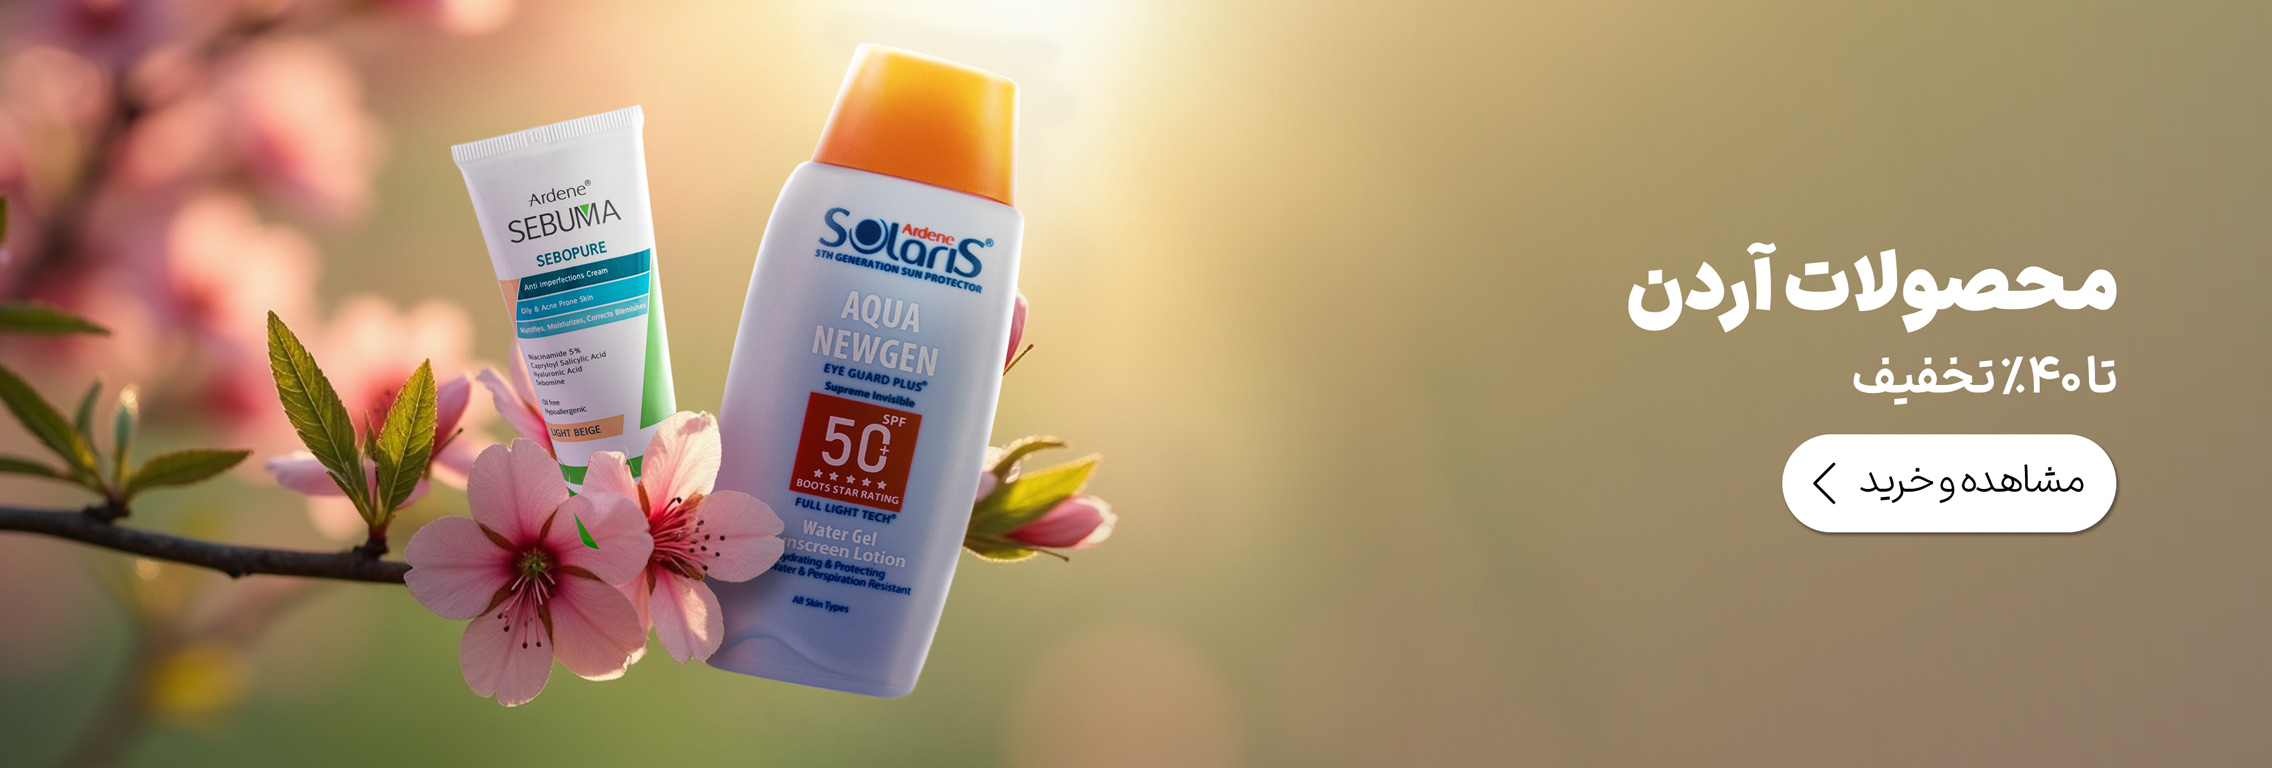 Ardene®
SEBUMA
SEBOPURE
Anti Imperfections Cream
Oily & Acne Prone Skin
Mattifies, Moisturizes, Corrects Blemishes
Niacinamide 5%
Capryloyl Salicylic Acid
Hyaluronic Acid
Sebomine
Oil free
Hypoallergenic
LIGHT BEIGE
Ardene
SOlariS®
5TH GENERATION SUN PROTECTOR
AQUA
NEWGEN
EYE GUARD PLUS®
Supreme Invisible
SPF
50+
BOOTS STAR RATING
FULL LIGHT TECH®
Water Gel
nscreen Lotion
ydrating & Protecting
ater & Perspiration Resistant
All Skin Types
محصولات آردن
تا ۴۰٪ تخفیف
مشاهده و خرید